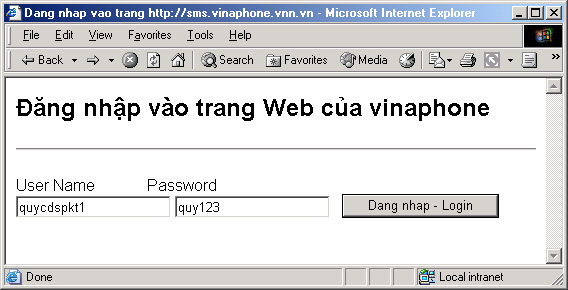 Dang nhap vao trang http://sms.vinaphone.vnn.vn - Microsoft Internet Explorer
File Edit View Favorites Tools Help
Back Search Favorites Media »
Đăng nhập vào trang Web của vinaphone
User Name Password
quycdspkt1 quy123 Dang nhap - Login
Done Local intranet